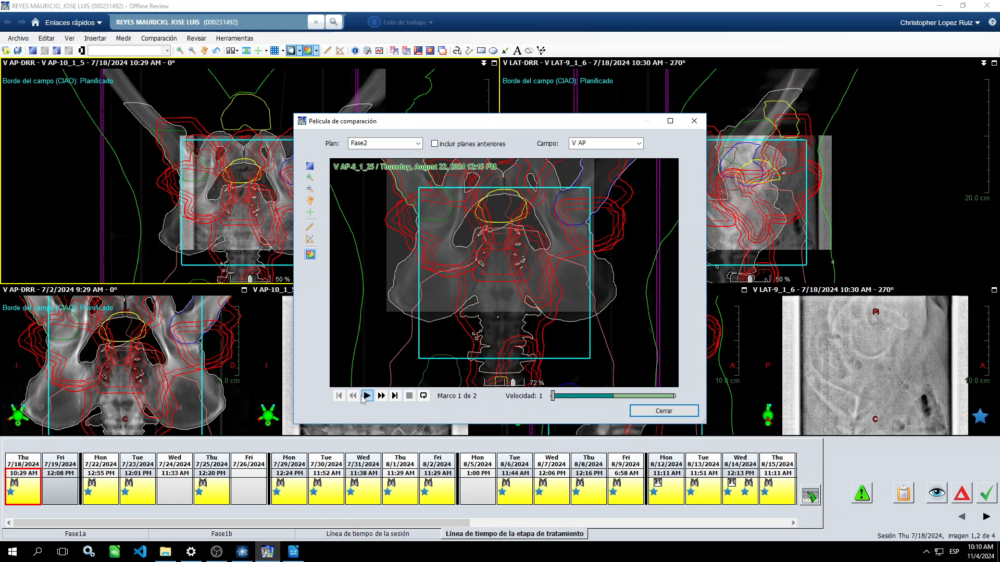 REYES MAURICIO, JOSE LUIS (000231492) - Offline Review
Enlaces rápidos
REYES MAURICIO, JOSE LUIS (000231492)
0 Lista de trabajo
Christopher Lopez Ruiz
Archivo Editar Ver Insertar Medir Comparación Revisar Herramientas
V AP-DRR - V AP-10_1_5 - 7/18/2024 10:29 AM - 0°
V LAT-DRR - V LAT-9_1_6 - 7/18/2024 10:30 AM - 270°
Borde del campo (CIAO): Planificado
Borde del campo (CIAO): Planificado
Película de comparación
Plan: Fase2 incluir planes anteriores Campo: V AP
V AP-6_1_25 / Thursday, August 22, 2024 12:15 PM
20.0 cm
50 %
50 %
V AP-DRR - 7/2/2024 9:29 AM - 0°
V AP-10_1_5
V LAT-9_1_6 - 7/18/2024 10:30 AM - 270°
Borde del campo (CIAO): Planificado
Pi
I D I
A P A
10.0 cm
10.0 cm
10.0 cm
72 %
Marco 1 de 2 Velocidad: 1
Cerrar
C
C
Thu Fri Mon Tue Wed Thu Fri Mon Tue Wed Thu Fri Mon Tue Wed Thu Fri Mon Tue Wed Thu
7/18/2024 7/19/2024 7/22/2024 7/23/2024 7/24/2024 7/25/2024 7/26/2024 7/29/2024 7/30/2024 7/31/2024 8/1/2024 8/2/2024 8/5/2024 8/6/2024 8/7/2024 8/8/2024 8/9/2024 8/12/2024 8/13/2024 8/14/2024 8/15/2024
10:29 AM 12:08 PM 12:55 PM 12:01 PM 11:33 AM 12:20 PM 12:24 PM 11:52 AM 11:38 AM 11:29 AM 11:29 AM 1:00 PM 11:44 AM 12:06 PM 12:16 PM 6:58 AM 11:11 AM 11:51 AM 12:13 PM 11:11 AM
Fase1a Fase1b Línea de tiempo de la sesión Línea de tiempo de la etapa de tratamiento
Sesión Thu 7/18/2024, imagen 1,2 de 4
ESP
10:10 AM
11/4/2024